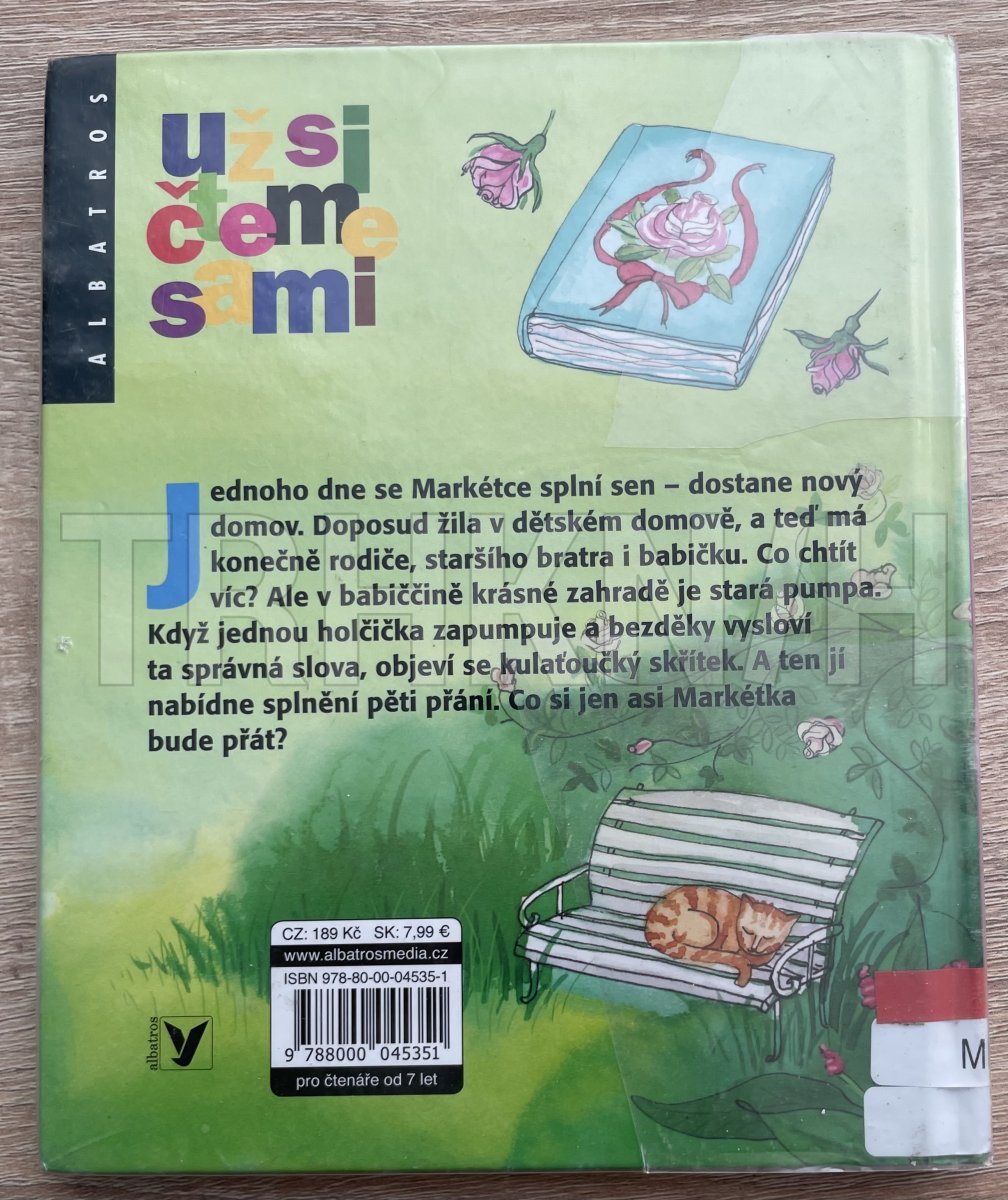 ALBATROS
už si
čteme
sami
Jednoho dne se Markétce splní sen – dostane nový
domov. Doposud žila v dětském domově, a teď má
konečně rodiče, staršího bratra i babičku. Co chtít
víc? Ale v babiččině krásné zahradě je stará pumpa.
Když jednou holčička zapumpuje a bezděky vysloví
ta správná slova, objeví se kulaťoučký skřítek. A ten jí
nabídne splnění pěti přání. Co si jen asi Markétka
bude přát?
TREHKNIH
CZ: 189 Kč SK: 7,99 €
www.albatrosmedia.cz
ISBN 978-80-00-04535-1
9 788000 045351
pro čtenáře od 7 let
albatros
M